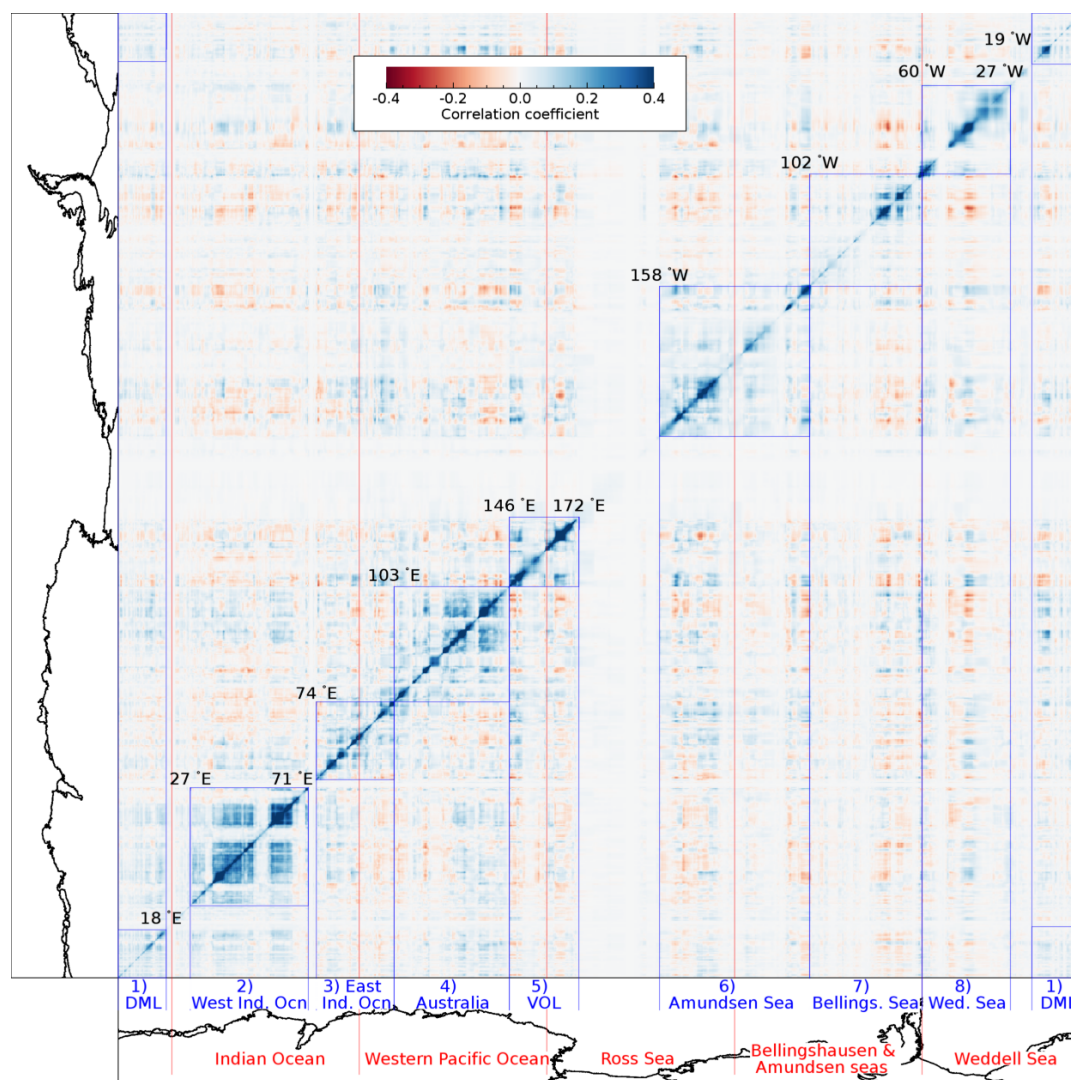 19 °W
60 °W 27 °W
-0.4 -0.2 0.0 0.2 0.4
Correlation coefficient
102 °W
158 °W
146 °E 172 °E
103 °E
74 °E
27 °E 71 °E
18 °E
1) 2) 3) East 4) 5) 6) 7) 8) 1)
DML West Ind. Ocn Ind. Ocn Australia VOL Amundsen Sea Bellings. Sea Wed. Sea DML
Indian Ocean Western Pacific Ocean Ross Sea Bellingshausen & Weddell Sea
Amundsen seas